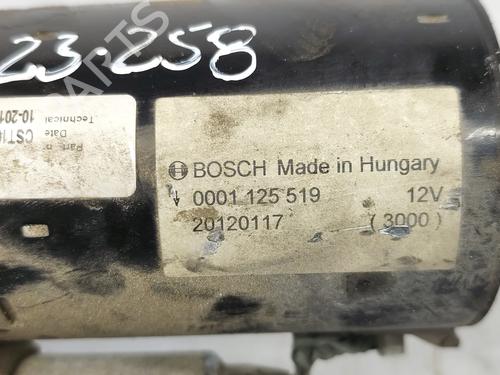 23.258
Technical
10-201
Date
Part. n
CST1
BOSCH Made in Hungary
0001 125 519 12V
20120117 (3000)